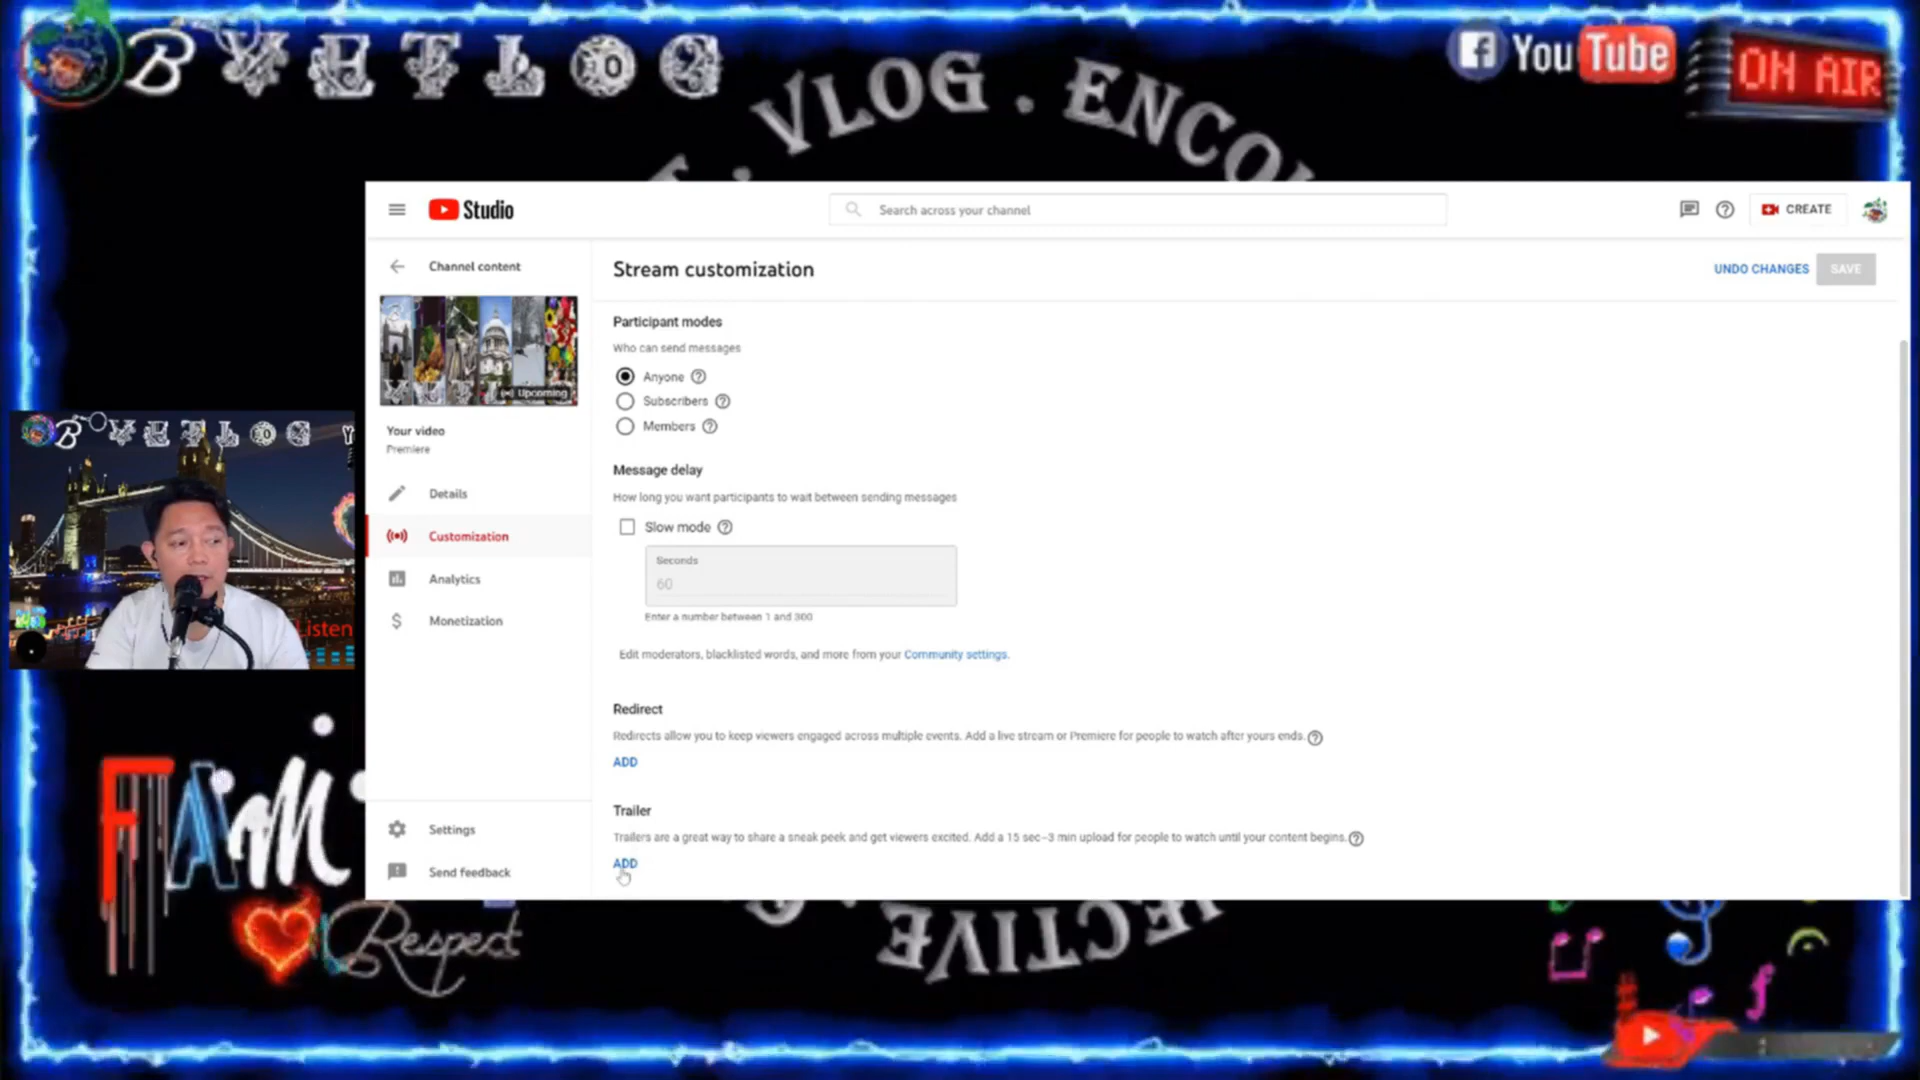 BYETLOG
. VLOG . ENCO
You Tube
ON AIR
Studio
Search across your channel
CREATE
Channel content
Stream customization
UNDO CHANGES
SAVE
Participant modes
Who can send messages
Anyone
Subscribers
Members
Upcoming
Your video
Premiere
Message delay
How long you want participants to wait between sending messages
Details
Slow mode
Customization
Seconds
60
Analytics
Enter a number between 1 and 300
Monetization
Edit moderators, blacklisted words, and more from your Community settings.
Redirect
Redirects allow you to keep viewers engaged across multiple events. Add a live stream or Premiere for people to watch after yours ends.
ADD
Trailer
Trailers are a great way to share a sneak peek and get viewers excited. Add a 15 sec–3 min upload for people to watch until your content begins.
ADD
Settings
Send feedback
BYETLOG
Listen
FAM
Respect
ECTIVE